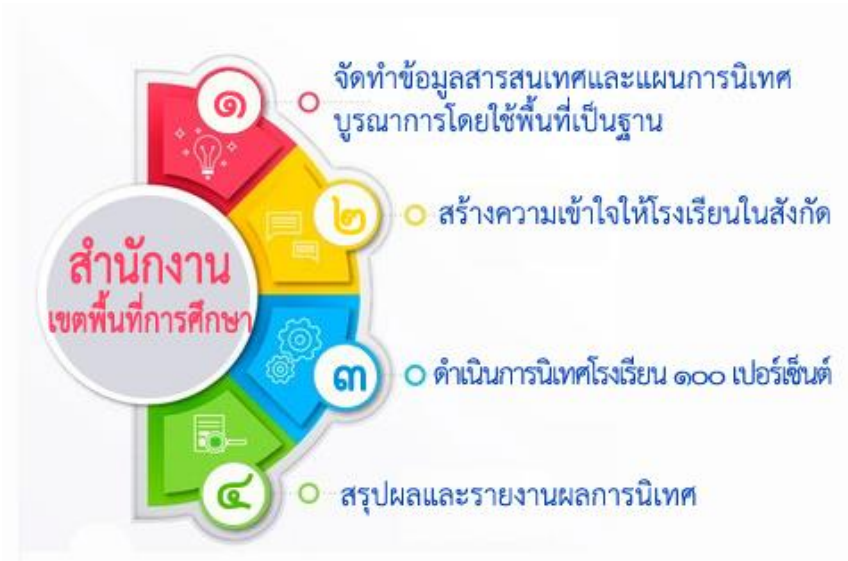 ๑
จัดทำข้อมูลสารสนเทศและแผนการนิเทศ
บูรณาการโดยใช้พื้นที่เป็นฐาน
๒
สร้างความเข้าใจให้โรงเรียนในสังกัด
สำนักงาน
เขตพื้นที่การศึกษา
๓
ดำเนินการนิเทศโรงเรียน ๑๐๐ เปอร์เซ็นต์
๔
สรุปผลและรายงานผลการนิเทศ